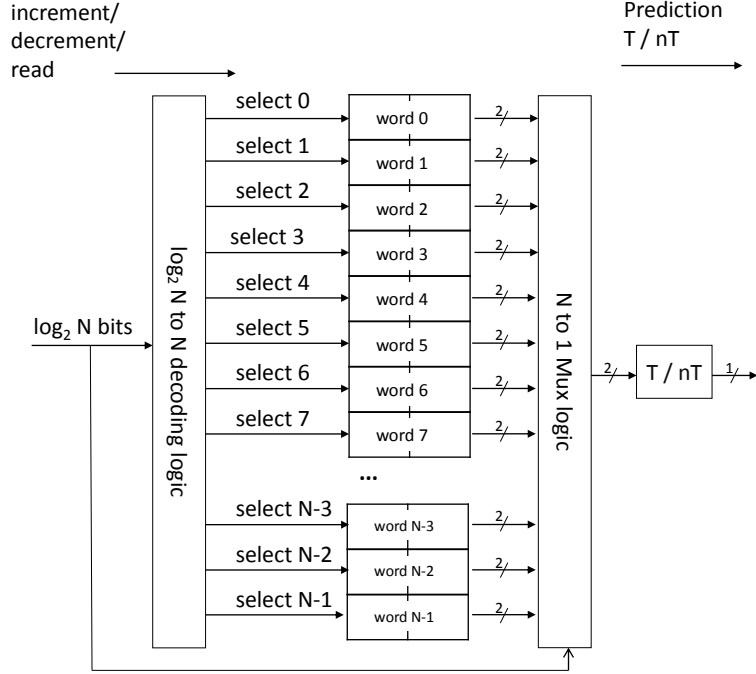 increment/
decrement/
read
Prediction
T / nT
select 0
word 0
2
select 1
word 1
2
select 2
word 2
2
select 3
word 3
2
select 4
word 4
2
log₂ N bits
select 5
word 5
2
select 6
word 6
2
2
T / nT
1
select 7
word 7
2
...
select N-3
word N-3
2
select N-2
word N-2
2
select N-1
word N-1
2
log₂ N to N decoding logic
N to 1 Mux logic